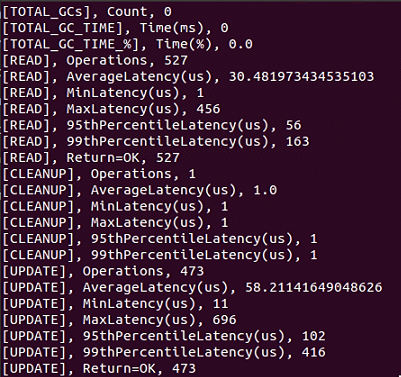 [TOTAL_GCs], Count, 0
[TOTAL_GC_TIME], Time(ms), 0
[TOTAL_GC_TIME_%], Time(%), 0.0
[READ], Operations, 527
[READ], AverageLatency(us), 30.481973434535103
[READ], MinLatency(us), 1
[READ], MaxLatency(us), 456
[READ], 95thPercentileLatency(us), 56
[READ], 99thPercentileLatency(us), 163
[READ], Return=OK, 527
[CLEANUP], Operations, 1
[CLEANUP], AverageLatency(us), 1.0
[CLEANUP], MinLatency(us), 1
[CLEANUP], MaxLatency(us), 1
[CLEANUP], 95thPercentileLatency(us), 1
[CLEANUP], 99thPercentileLatency(us), 1
[UPDATE], Operations, 473
[UPDATE], AverageLatency(us), 58.21141649048626
[UPDATE], MinLatency(us), 11
[UPDATE], MaxLatency(us), 696
[UPDATE], 95thPercentileLatency(us), 102
[UPDATE], 99thPercentileLatency(us), 416
[UPDATE], Return=OK, 473